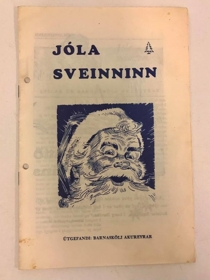 JÓLA
SVEINNINN
ÚTGEFANDI: BARNASKÓLI AKUREYRAR